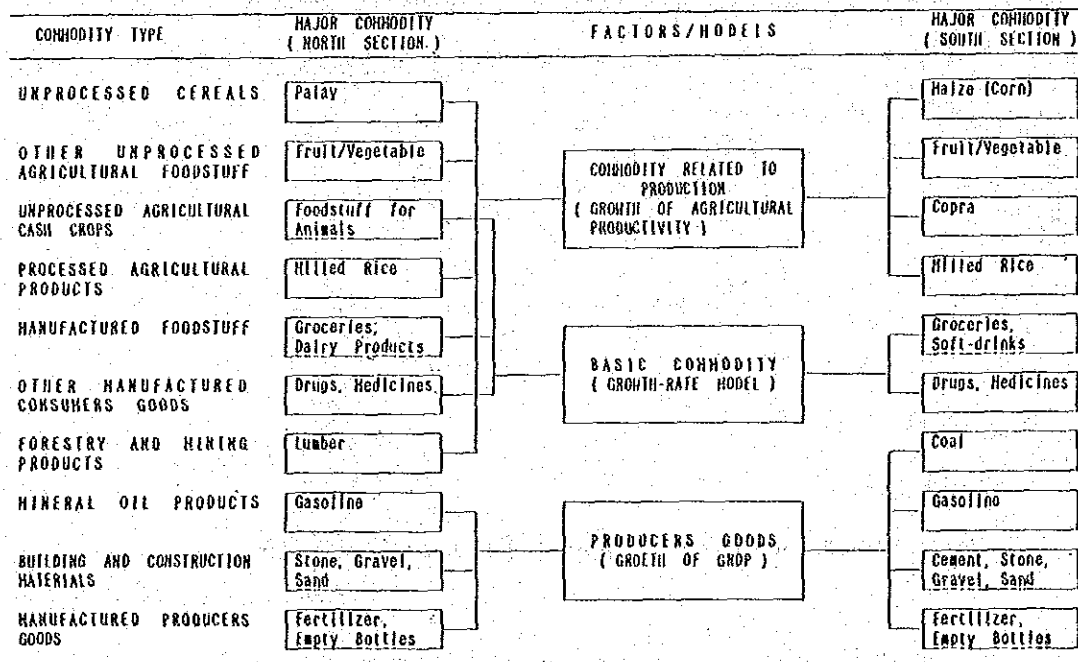 COMMODITY TYPE
MAJOR COMMODITY
( NORTH SECTION )
FACTORS/MODELS
MAJOR COMMODITY
( SOUTH SECTION )
UNPROCESSED CEREALS
Palay
Maize (Corn)
OTHER UNPROCESSED
AGRICULTURAL FOODSTUFF
Fruit/Vegetable
COMMODITY RELATED TO
PRODUCTION
( GROWTH OF AGRICULTURAL
PRODUCTIVITY )
Fruit/Vegetable
UNPROCESSED AGRICULTURAL
CASH CROPS
Foodstuff for
Animals
Copra
PROCESSED AGRICULTURAL
PRODUCTS
Milled Rice
Milled Rice
MANUFACTURED FOODSTUFF
Groceries,
Dairy Products
BASIC COMMODITY
( GROWTH-RATE MODEL )
Groceries,
Soft-drinks
OTHER MANUFACTURED
CONSUMERS GOODS
Drugs, Medicines
Drugs, Medicines
FORESTRY AND MINING
PRODUCTS
Lumber
Coal
MINERAL OIL PRODUCTS
Gasoline
PRODUCERS GOODS
( GROETH OF GRDP )
Gasoline
BUILDING AND CONSTRUCTION
MATERIALS
Stone, Gravel,
Sand
Cement, Stone,
Gravel, Sand
MANUFACTURED PRODUCERS
GOODS
Fertilizer,
Empty Bottles
Fertilizer,
Empty Bottles